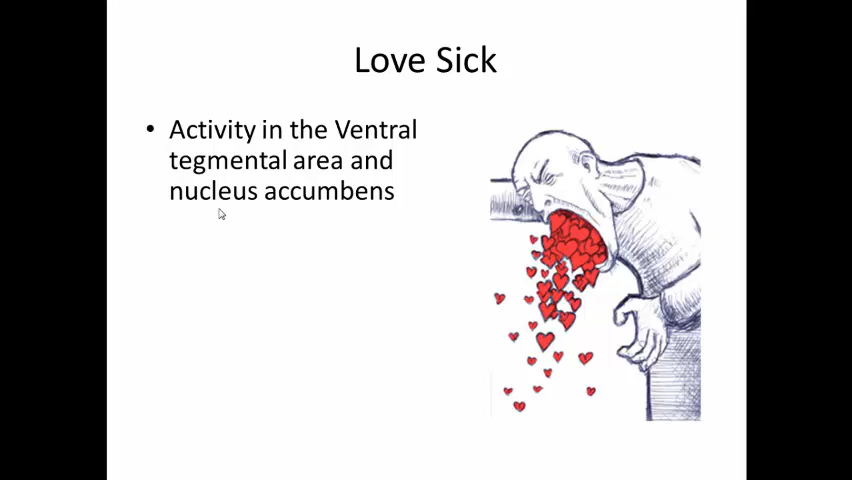 Love Sick
• Activity in the Ventral
tegmental area and
nucleus accumbens